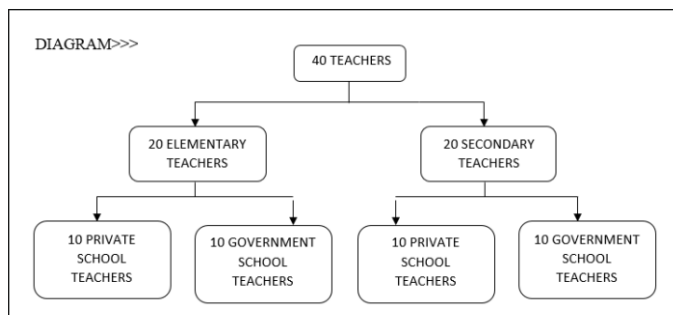 DIAGRAM>>>
40 TEACHERS
20 ELEMENTARY
TEACHERS
20 SECONDARY
TEACHERS
10 PRIVATE
SCHOOL
TEACHERS
10 GOVERNMENT
SCHOOL
TEACHERS
10 PRIVATE
SCHOOL
TEACHERS
10 GOVERNMENT
SCHOOL
TEACHERS